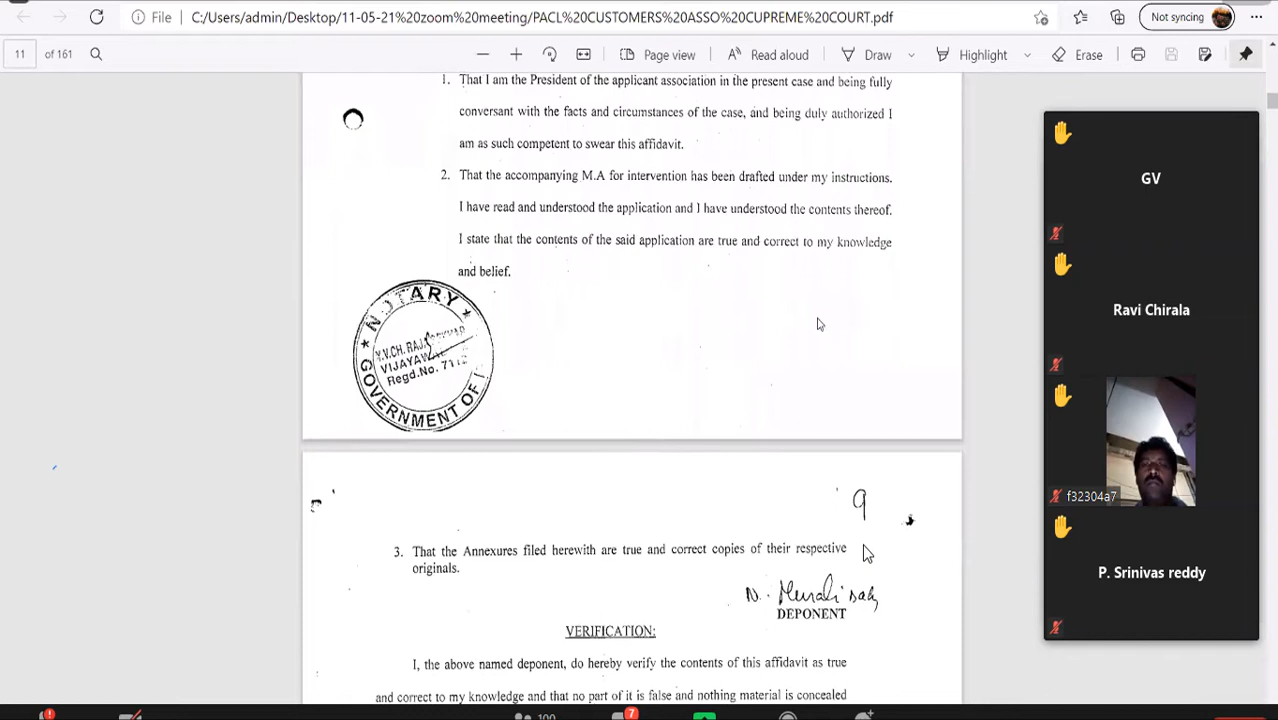 File
C:/Users/admin/Desktop/11-05-21%20zoom%20meeting/PACL%20CUSTOMERS%20ASSO%20CUPREME%20COURT.pdf
Not syncing
11 of 161
Page view
Read aloud
Draw
Highlight
Erase
1. That I am the President of the applicant association in the present case and being fully
conversant with the facts and circumstances of the case, and being duly authorized I
am as such competent to swear this affidavit.
2. That the accompanying M.A for intervention has been drafted under my instructions.
I have read and understood the application and I have understood the contents thereof.
I state that the contents of the said application are true and correct to my knowledge
and belief.
NOTARY
VIJAYAW
Regd.No. 71
GOVERNMENT OF I
9
3. That the Annexures filed herewith are true and correct copies of their respective
originals.
DEPONENT
VERIFICATION:
I, the above named deponent, do hereby verify the contents of this affidavit as true
and correct to my knowledge and that no part of it is false and nothing material is concealed
GV
Ravi Chirala
f32304a7
P. Srinivas reddy
100
7